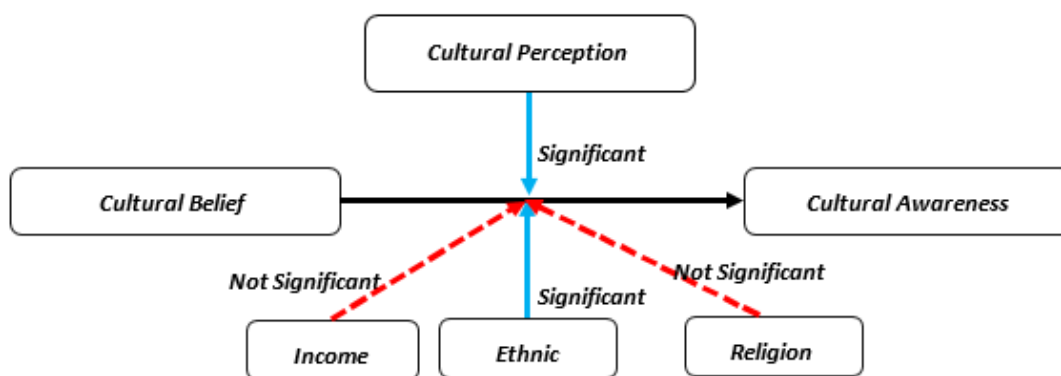 Cultural Perception
Significant
Cultural Belief
Cultural Awareness
Not Significant
Not Significant
Significant
Income
Ethnic
Religion